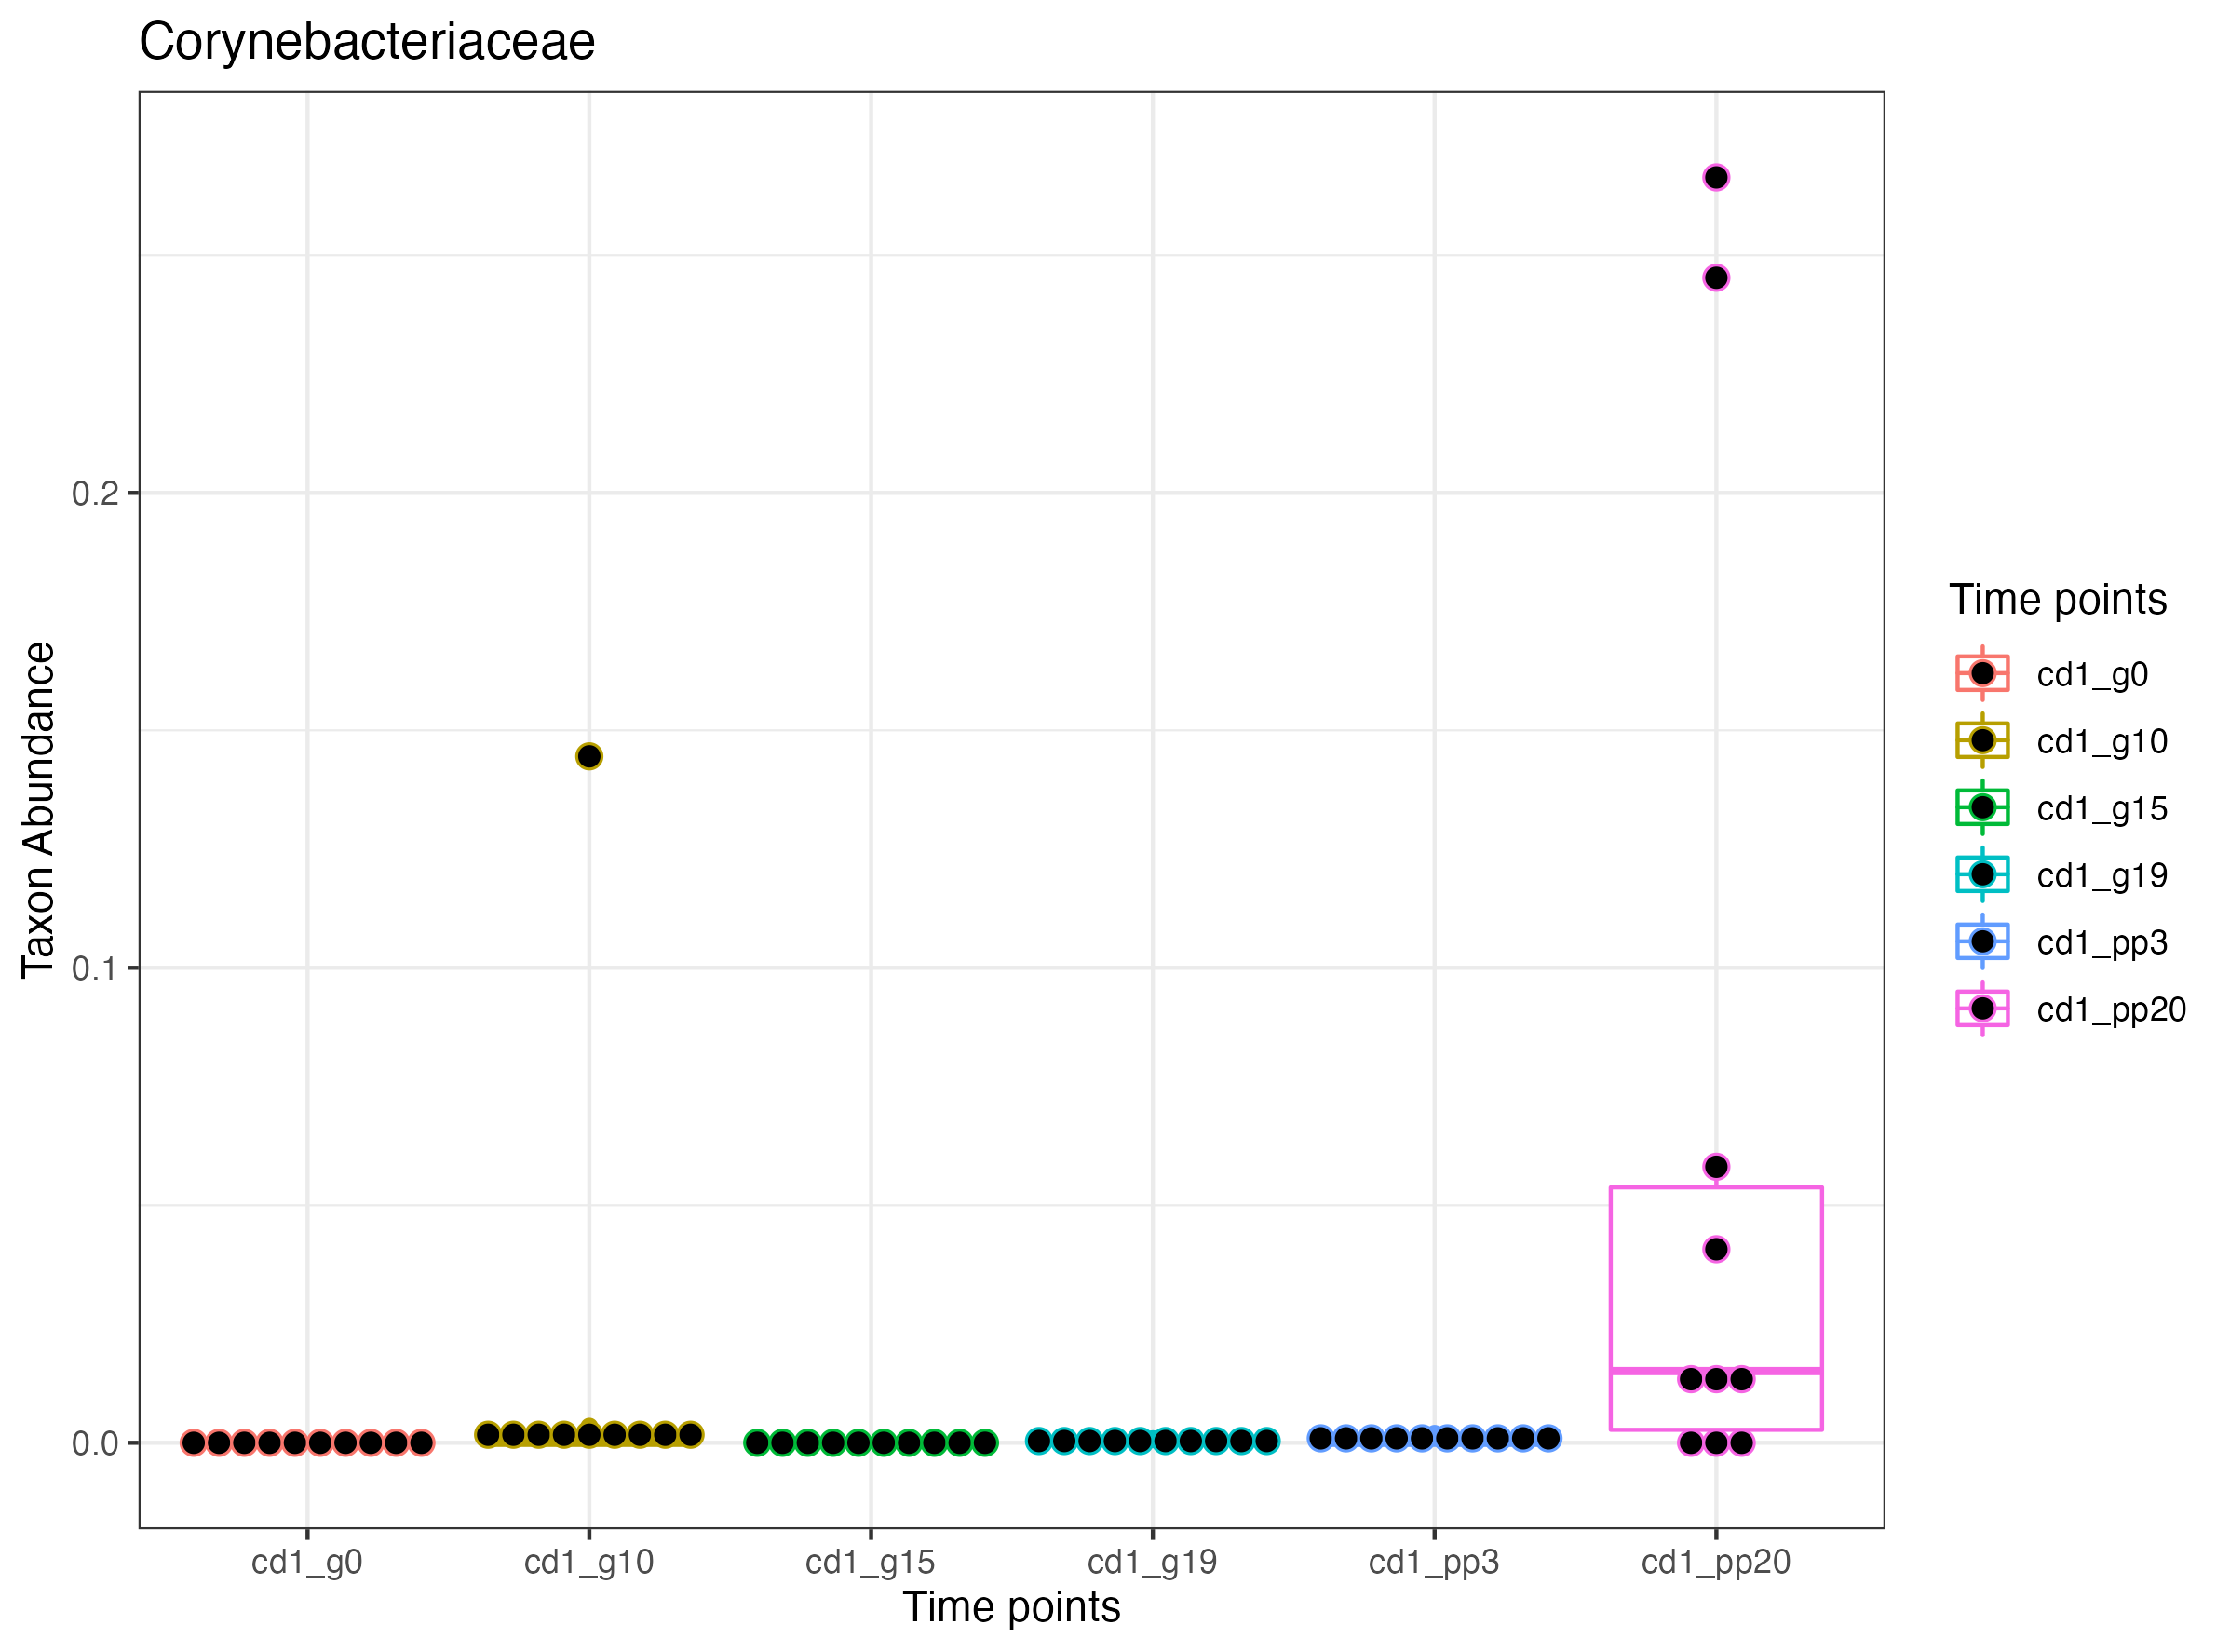 Corynebacteriaceae
Taxon Abundance
0.2
0.1
0.0
cd1_g0
cd1_g10
cd1_g15
cd1_g19
cd1_pp3
cd1_pp20
Time points
Time points
cd1_g0
cd1_g10
cd1_g15
cd1_g19
cd1_pp3
cd1_pp20